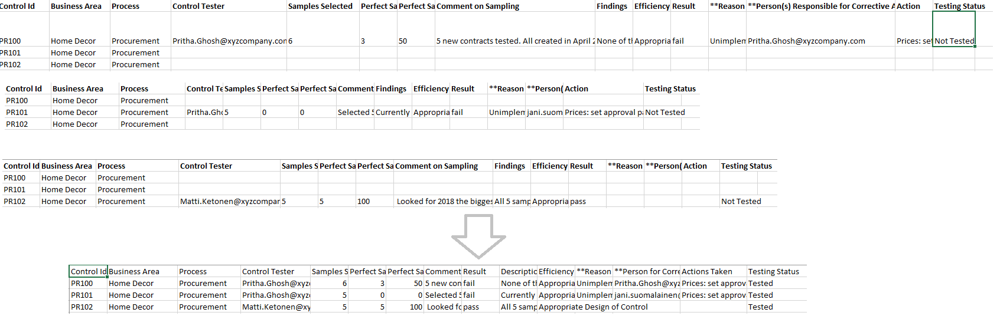 Control Id Business Area Process Control Tester Samples Selected Perfect Sa Perfect Sa Comment on Sampling Findings Efficiency Result **Reason **Person(s) Responsible for Corrective A Action Testing Status
PR100 Home Decor Procurement Pritha.Ghosh@xyzcompany.com 6 3 50 5 new contracts tested. All created in April 2 None of th Appropria fail Unimplem Pritha.Ghosh@xyzcompany.com Prices: set Not Tested
PR101 Home Decor Procurement
PR102 Home Decor Procurement
Control Id Business Area Process Control Te Samples S Perfect Sa Perfect Sa Comment Findings Efficiency Result **Reason **Person( Action Testing Status
PR100 Home Decor Procurement
PR101 Home Decor Procurement Pritha.Gho 5 0 0 Selected 5 Currently Appropria fail Unimplem jani.suom Prices: set approval pa Not Tested
PR102 Home Decor Procurement
Control Id Business Area Process Control Tester Samples S Perfect Sa Perfect Sa Comment on Sampling Findings Efficiency Result **Reason **Person( Action Testing Status
PR100 Home Decor Procurement
PR101 Home Decor Procurement
PR102 Home Decor Procurement Matti.Ketonen@xyzcompar 5 5 100 Looked for 2018 the bigges All 5 samp Appropria pass Not Tested
Control Id Business Area Process Control Tester Samples S Perfect Sa Perfect Sa Comment Result Descriptic Efficiency **Reason **Person for Corre Actions Taken Testing Status
PR100 Home Decor Procurement Pritha.Ghosh@xyz 6 3 50 5 new con fail None of th Appropria Unimplem Pritha.Ghosh@xyz Prices: set approv Tested
PR101 Home Decor Procurement Pritha.Ghosh@xyz 5 0 0 Selected 5 fail Currently Appropria Unimplem jani.suomalainen( Prices: set approv Tested
PR102 Home Decor Procurement Matti.Ketonen@xy 5 5 100 Looked fo pass All 5 samp Appropriate Design of Control Tested